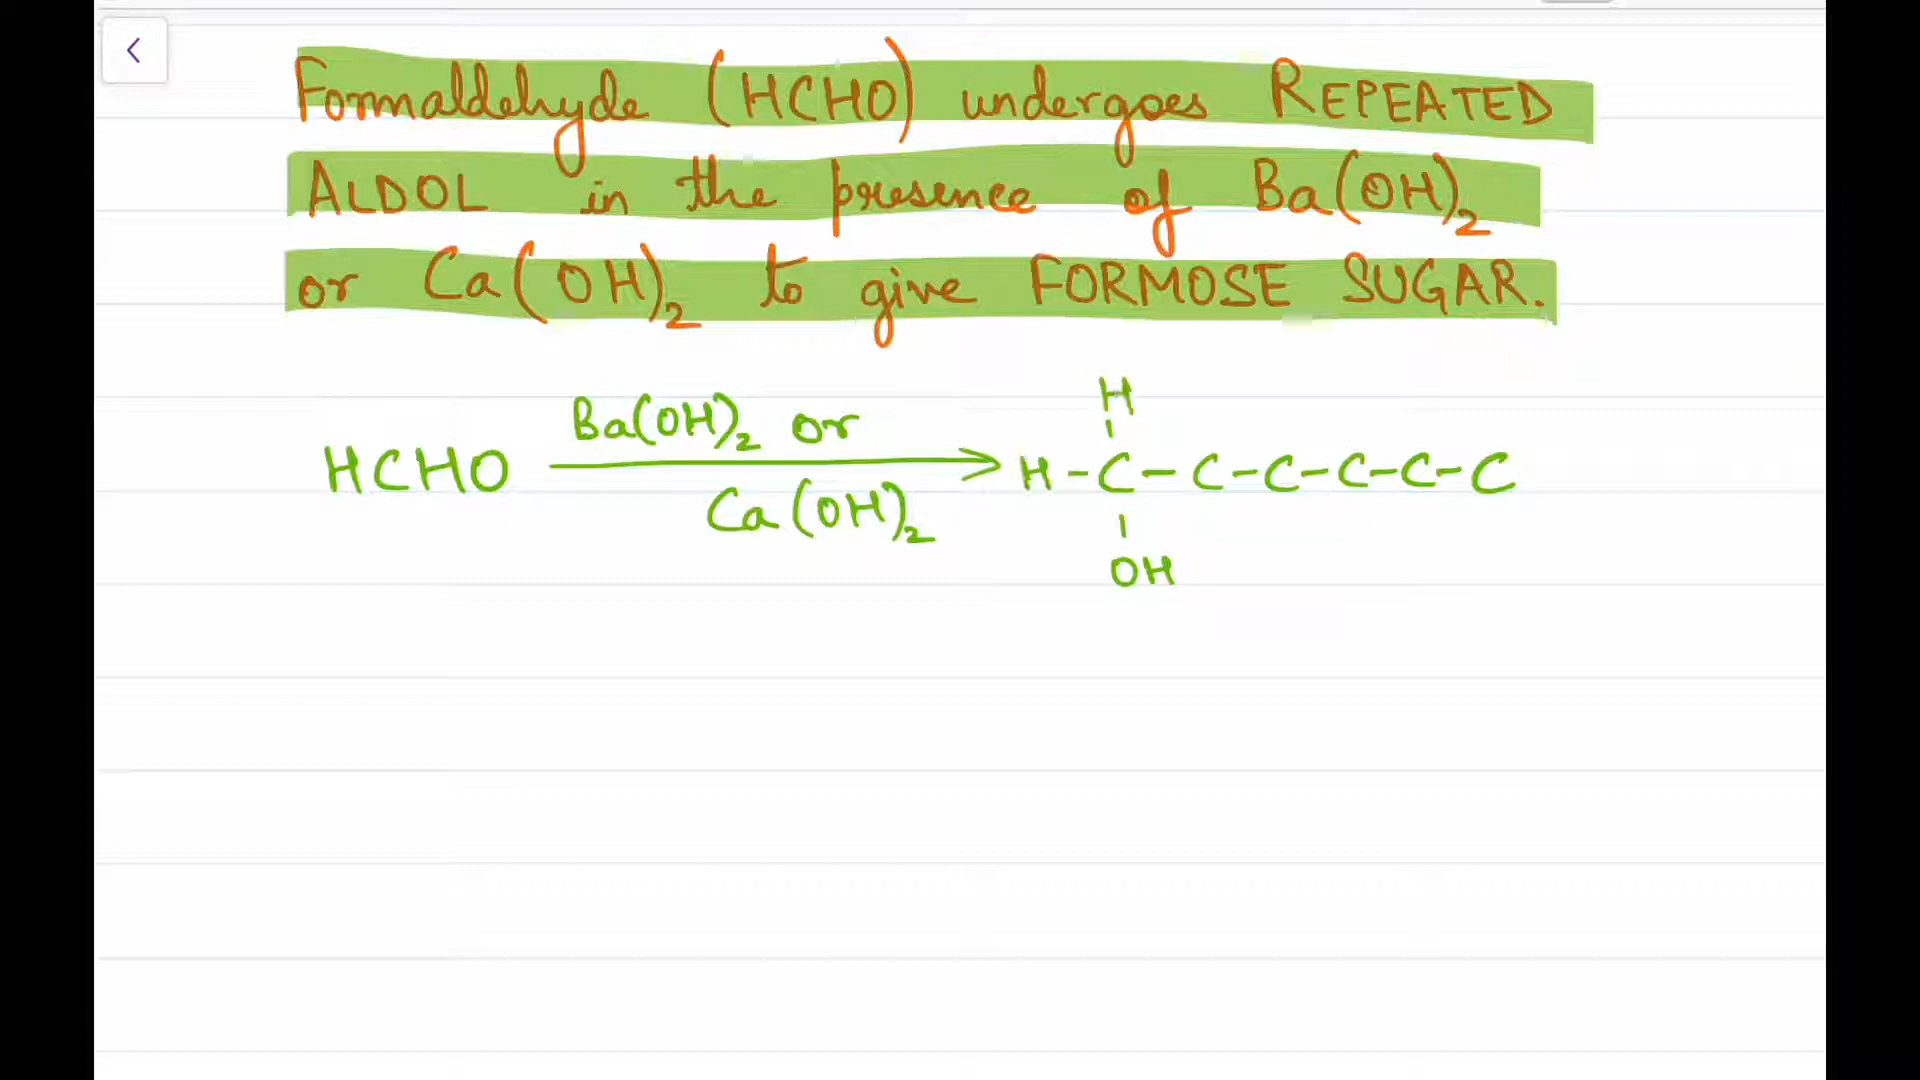 Formaldehyde (HCHO) undergoes REPEATED
ALDOL in the presence of Ba(OH)2
or Ca(OH)2 to give FORMOSE SUGAR.
H
Ba(OH)2 or
HCHO → H-C-C-C-C-C-C
Ca(OH)2
OH